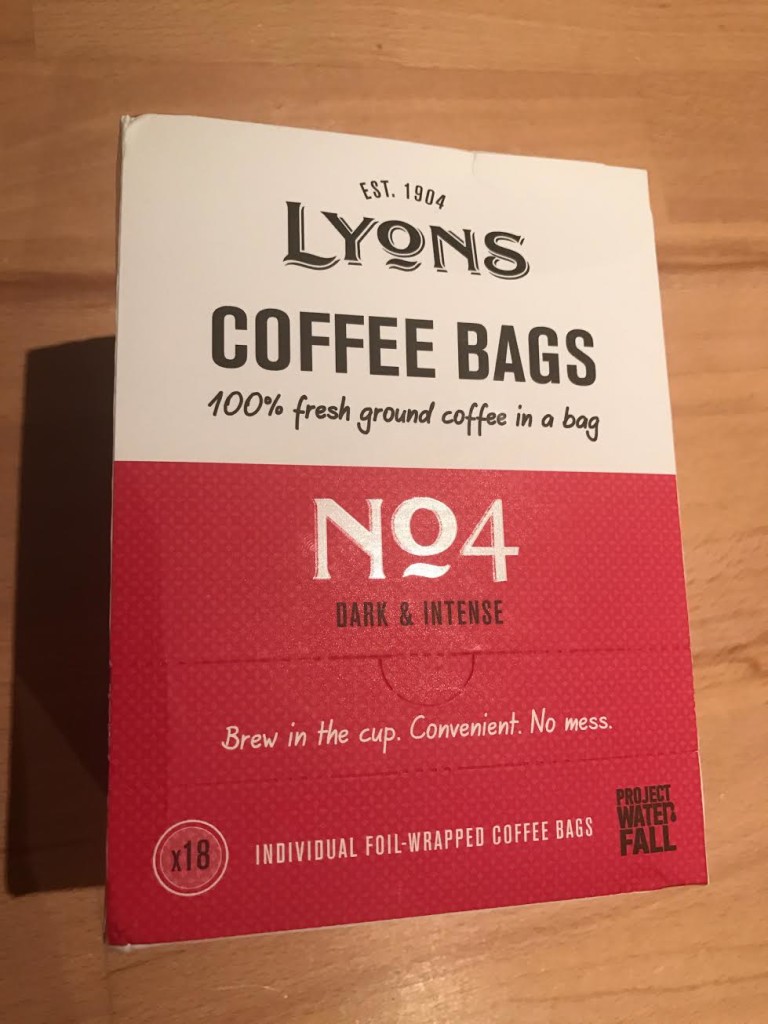 EST. 1904
LYONS
COFFEE BAGS
100% fresh ground coffee in a bag
No4
DARK & INTENSE
Brew in the cup. Convenient. No mess.
x18
INDIVIDUAL FOIL-WRAPPED COFFEE BAGS
PROJECT
WATER
FALL